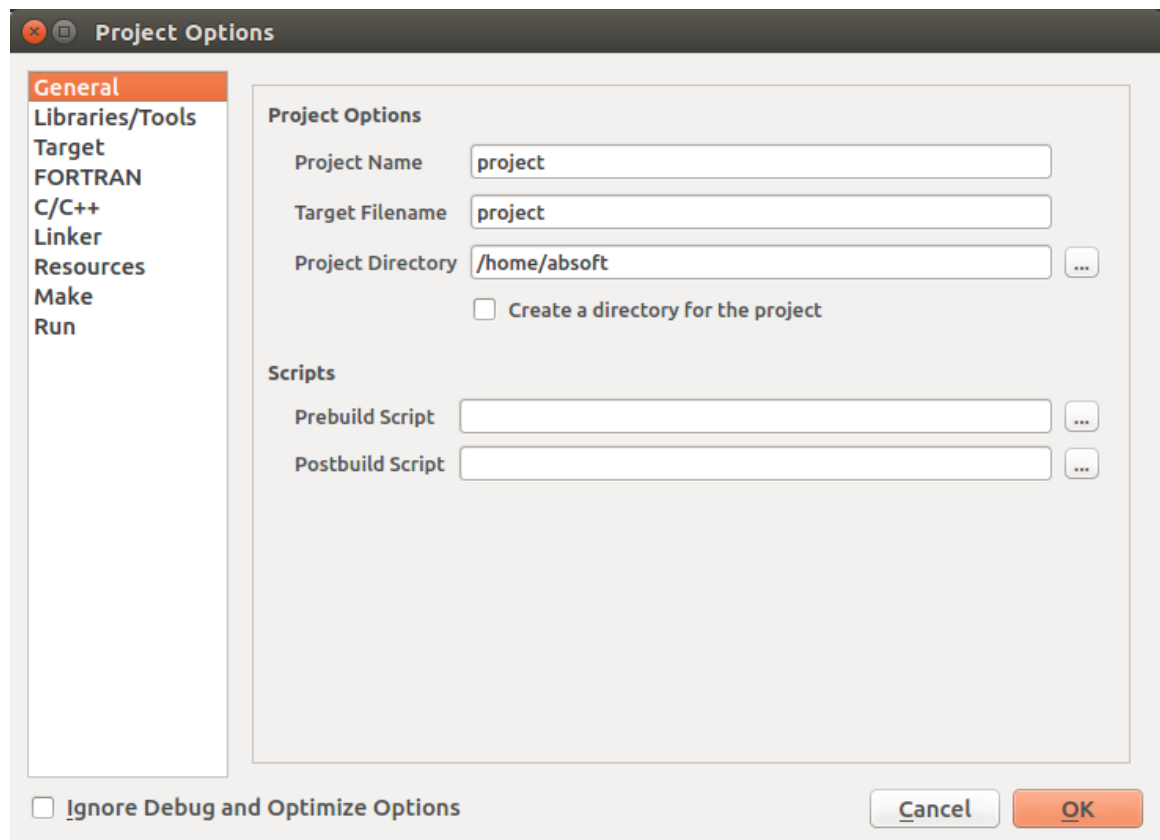 Project Options
General
Libraries/Tools
Target
FORTRAN
C/C++
Linker
Resources
Make
Run
Project Options
Project Name project
Target Filename project
Project Directory /home/absoft ...
Create a directory for the project
Scripts
Prebuild Script ...
Postbuild Script ...
Ignore Debug and Optimize Options
Cancel OK